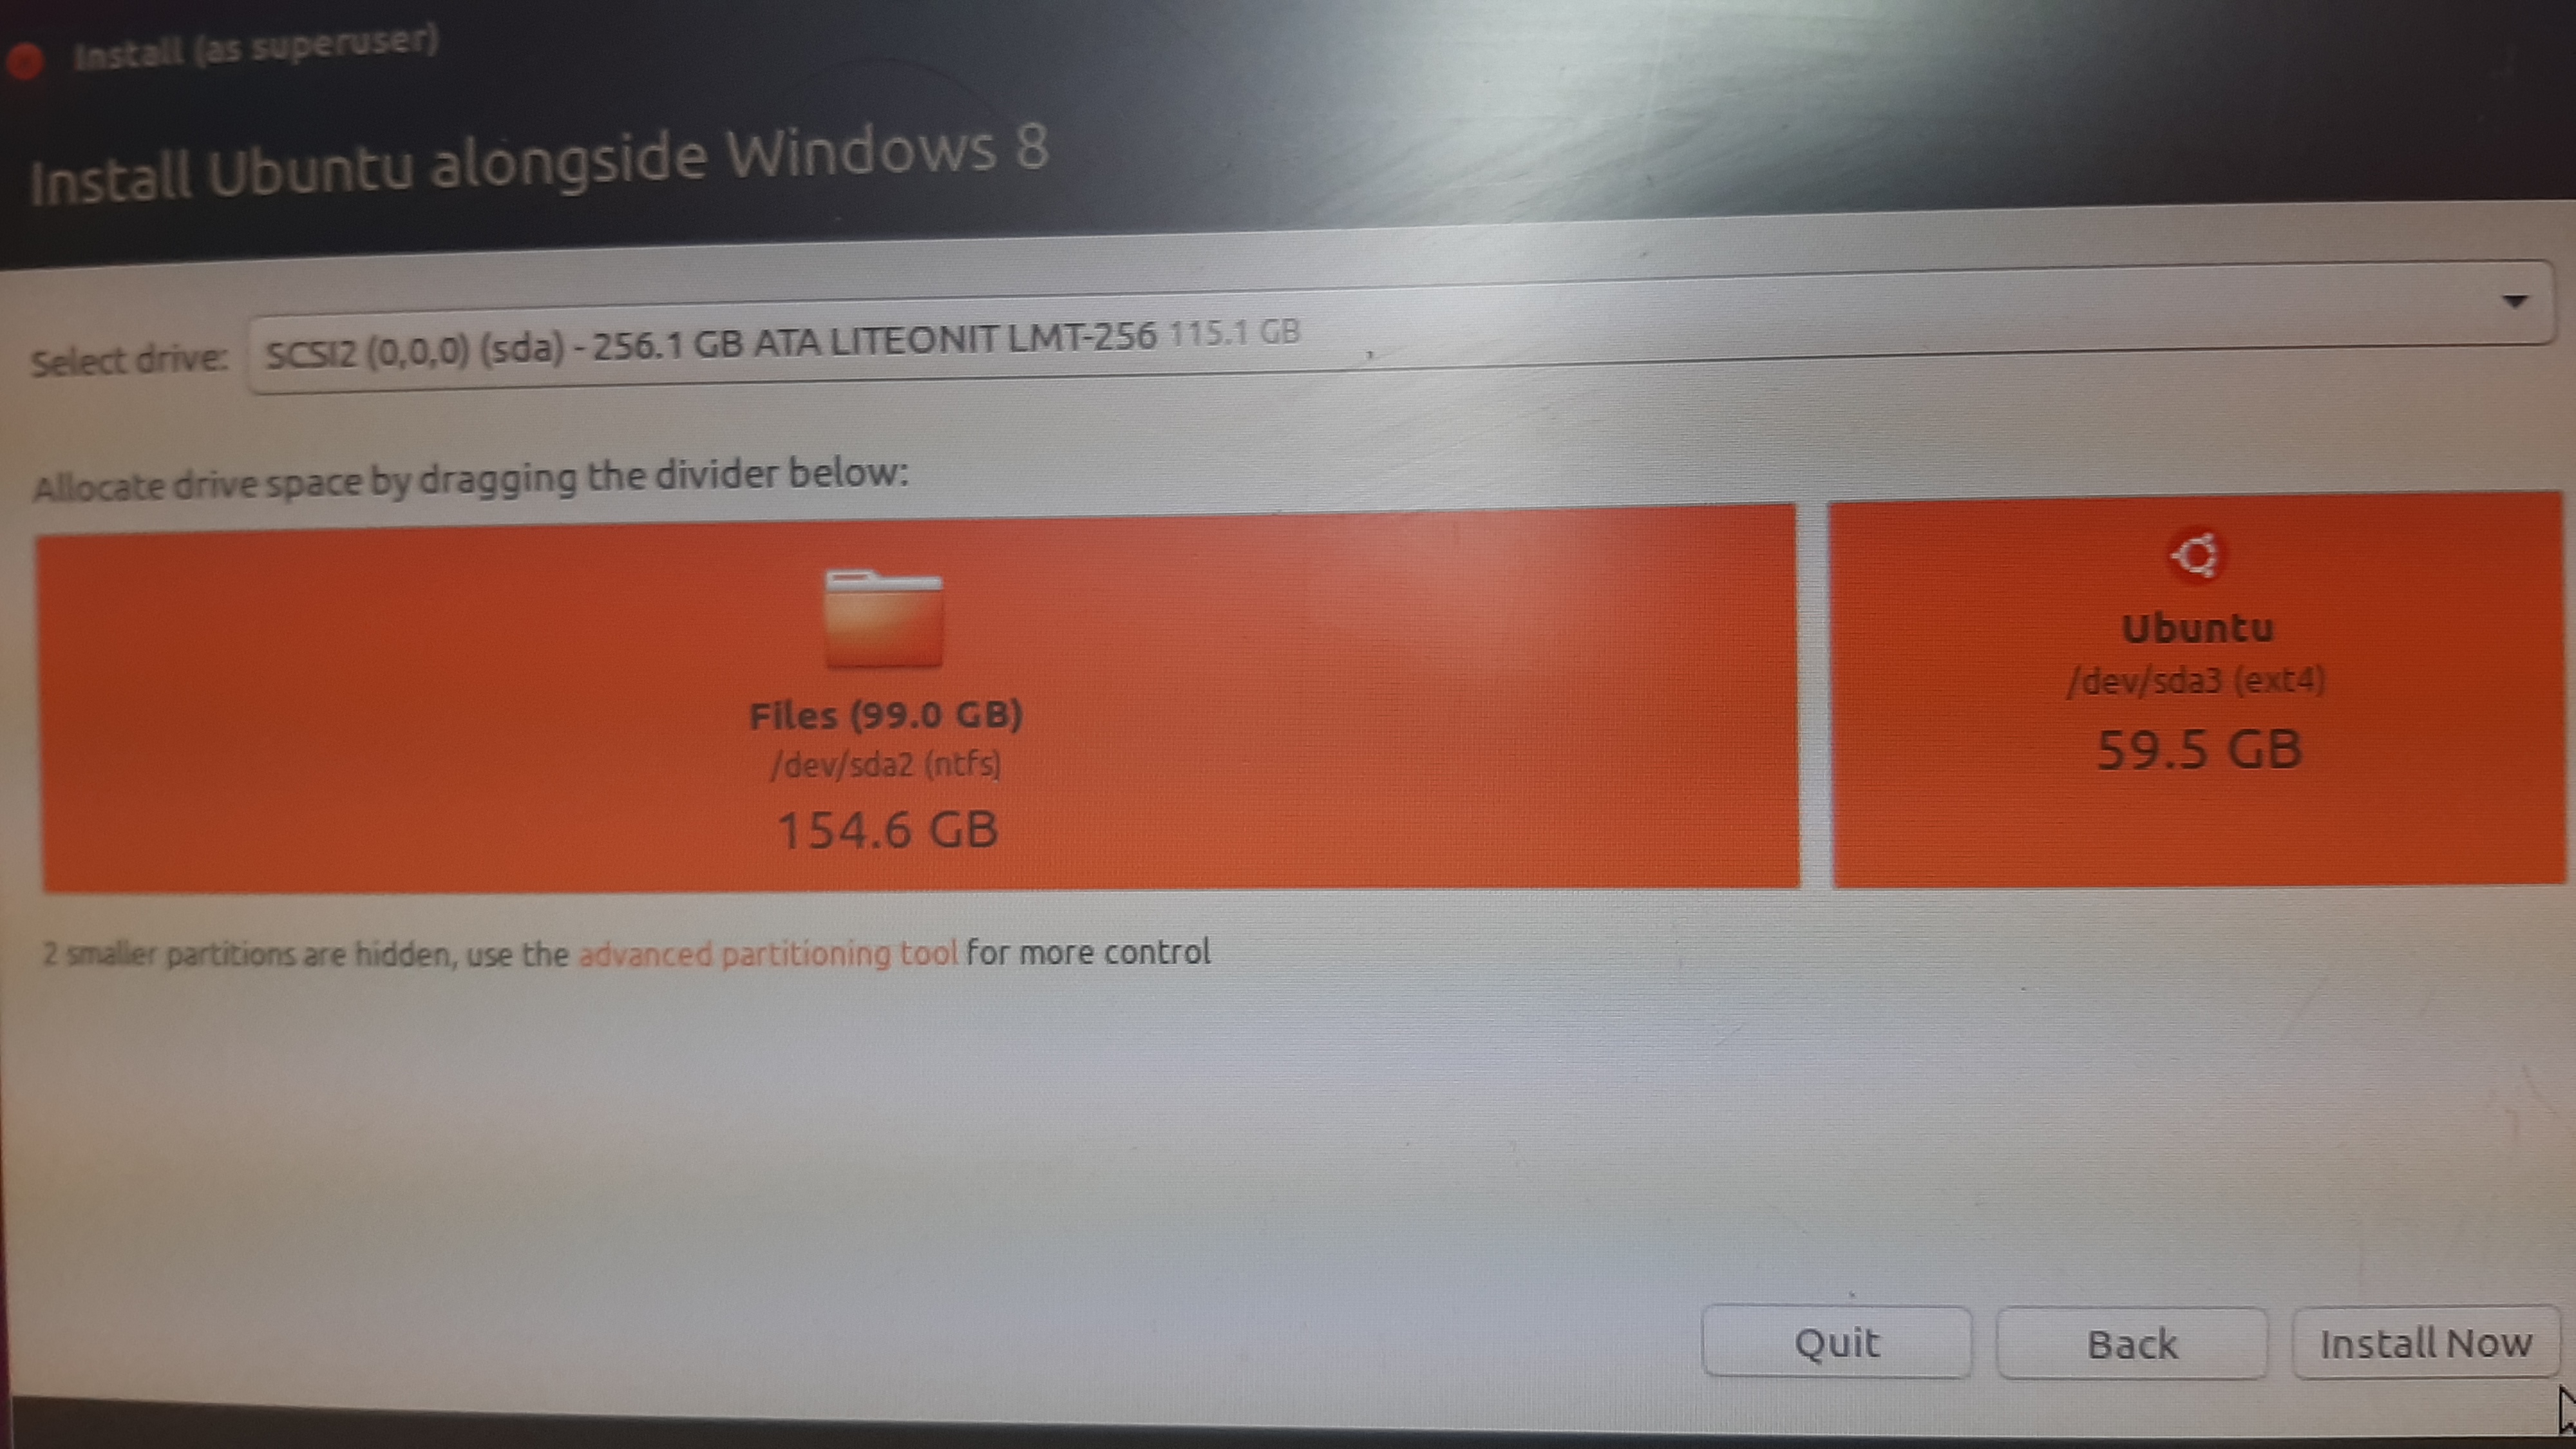 Install (as superuser)
Install Ubuntu alongside Windows 8
Select drive: SCSI2 (0,0,0) (sda) - 256.1 GB ATA LITEONIT LMT-256 115.1 GB
Allocate drive space by dragging the divider below:
Files (99.0 GB)
/dev/sda2 (ntfs)
154.6 GB
Ubuntu
/dev/sda3 (ext4)
59.5 GB
2 smaller partitions are hidden, use the advanced partitioning tool for more control
Quit
Back
Install Now